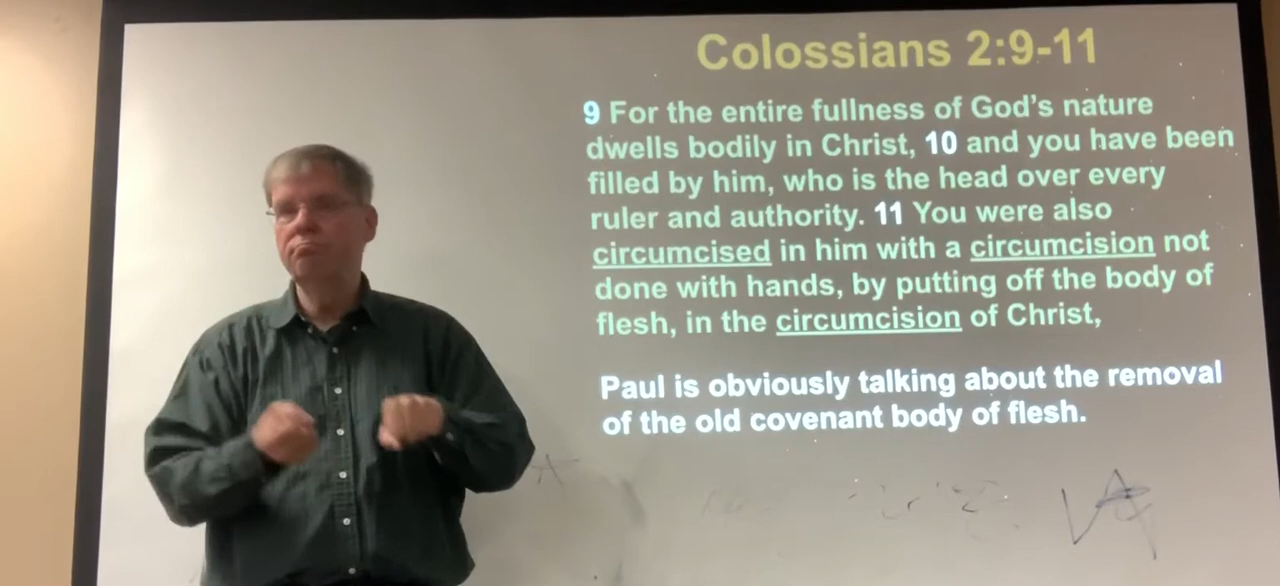 Colossians 2:9-11
9 For the entire fullness of God's nature
dwells bodily in Christ, 10 and you have been
filled by him, who is the head over every
ruler and authority. 11 You were also
circumcised in him with a circumcision not
done with hands, by putting off the body of
flesh, in the circumcision of Christ,
Paul is obviously talking about the removal
of the old covenant body of flesh.